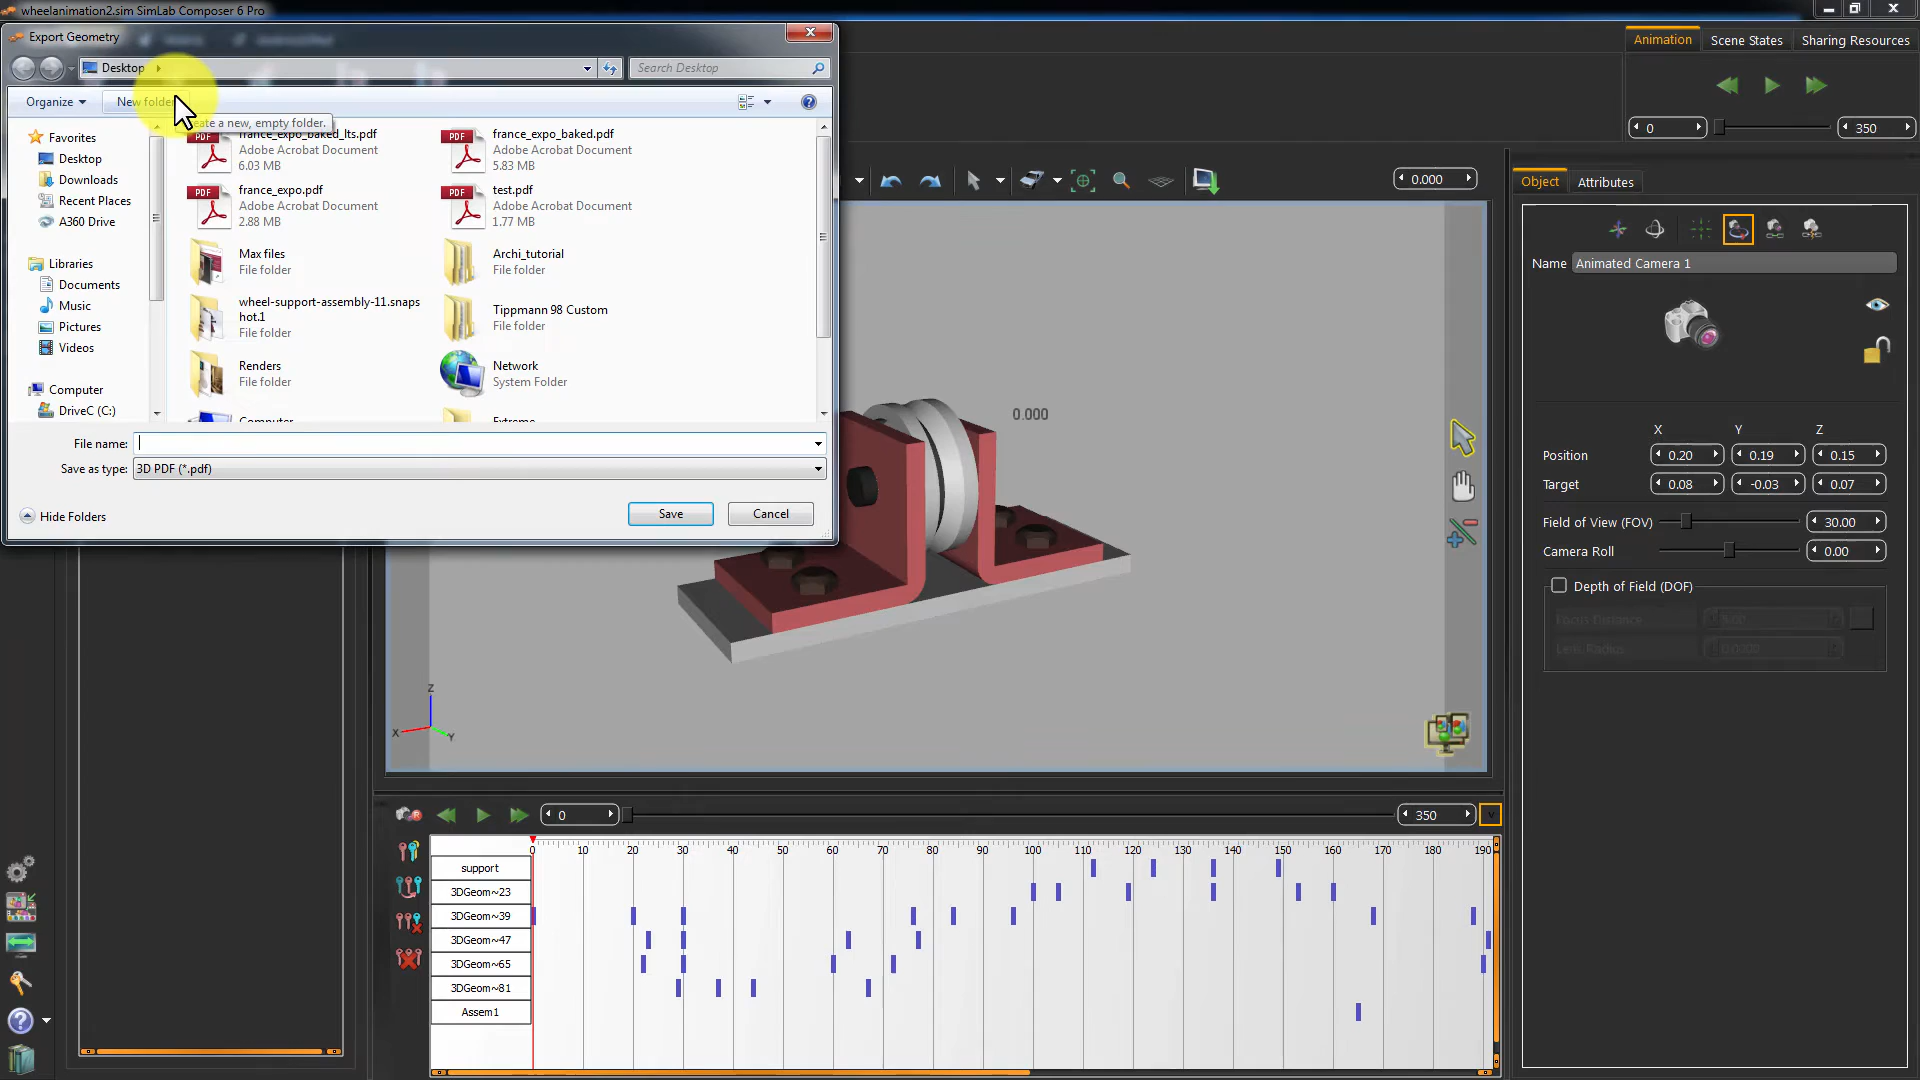 wheelanimation2.sim SimLab Composer 6 Pro
Export Geometry
Desktop
Search Desktop
Organize
New folder
Create a new, empty folder.
Favorites
Desktop
Downloads
Recent Places
A360 Drive
Libraries
Documents
Music
Pictures
Videos
Computer
DriveC (C:)
france_expo_baked_lts.pdf
Adobe Acrobat Document
6.03 MB
france_expo_baked.pdf
Adobe Acrobat Document
5.83 MB
france_expo.pdf
Adobe Acrobat Document
2.88 MB
test.pdf
Adobe Acrobat Document
1.77 MB
Max files
File folder
Archi_tutorial
File folder
wheel-support-assembly-11.snaps
hot.1
File folder
Tippmann 98 Custom
File folder
Renders
File folder
Network
System Folder
Computer
Extreme
File name:
Save as type: 3D PDF (*.pdf)
Hide Folders
Save
Cancel
Animation
Scene States
Sharing Resources
0
350
0.000
Object
Attributes
Name Animated Camera 1
X Y Z
Position 0.20 0.19 0.15
Target 0.08 -0.03 0.07
Field of View (FOV) 30.00
Camera Roll 0.00
Depth of Field (DOF)
Focus Distance
Lens Radius
0.000
Z
X
Y
0
350
V
0 10 20 30 40 50 60 70 80 90 100 110 120 130 140 150 160 170 180 190
support
3DGeom~23
3DGeom~39
3DGeom~47
3DGeom~65
3DGeom~81
Assem1